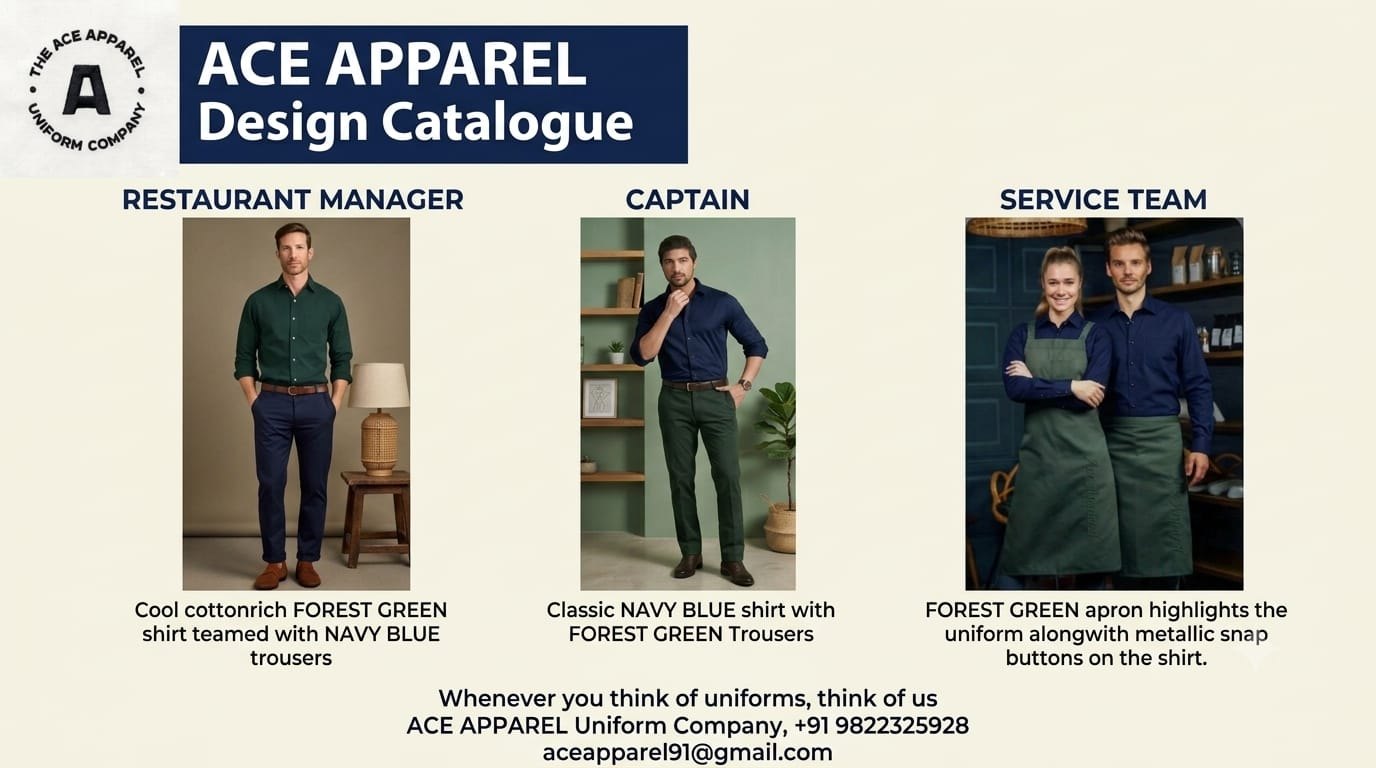 THE ACE APPAREL
A
UNIFORM COMPANY
ACE APPAREL
Design Catalogue
RESTAURANT MANAGER
CAPTAIN
SERVICE TEAM
Cool cottonrich FOREST GREEN
shirt teamed with NAVY BLUE
trousers
Classic NAVY BLUE shirt with
FOREST GREEN Trousers
FOREST GREEN apron highlights the
uniform alongwith metallic snap
buttons on the shirt.
Whenever you think of uniforms, think of us
ACE APPAREL Uniform Company, +91 9822325928
aceapparel91@gmail.com